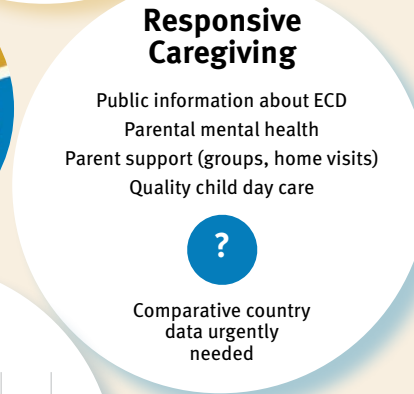 Responsive
Caregiving
Public information about ECD
Parental mental health
Parent support (groups, home visits)
Quality child day care
?
Comparative country
data urgently
needed